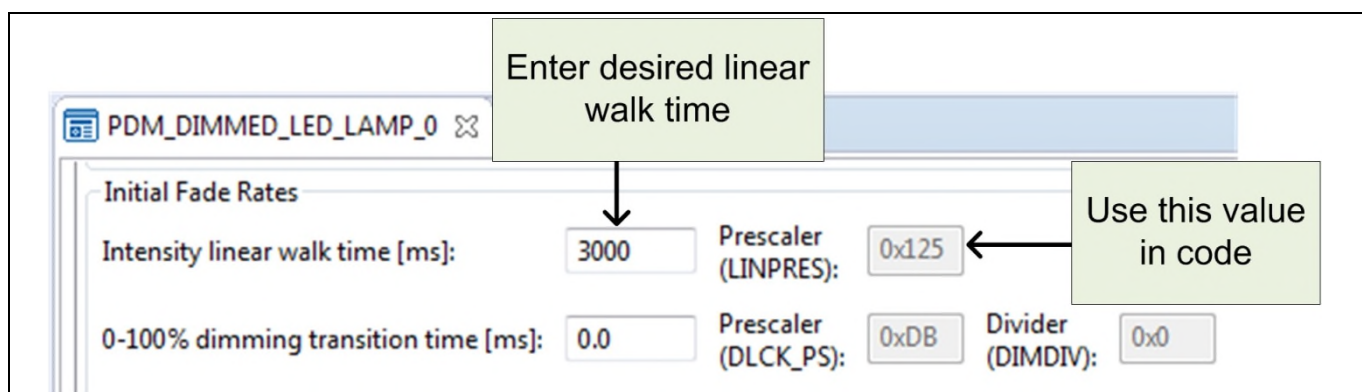 Enter desired linear
walk time
PDM_DIMMED_LED_LAMP_0
Initial Fade Rates
Intensity linear walk time [ms]: 3000 Prescaler (LINPRES): 0x125
Use this value
in code
0-100% dimming transition time [ms]: 0.0 Prescaler (DLCK_PS): 0xDB Divider (DIMDIV): 0x0